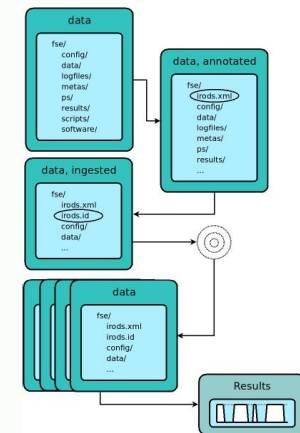 data
fse/
config/
data/
logfiles/
metas/
ps/
results/
scripts/
software/
data, annotated
fse/
irods.xml
config/
data/
logfiles/
metas/
ps/
results/
...
data, ingested
fse/
irods.xml
irods.id
config/
data/
...
data
fse/
irods.xml
irods.id
config/
data/
...
Results